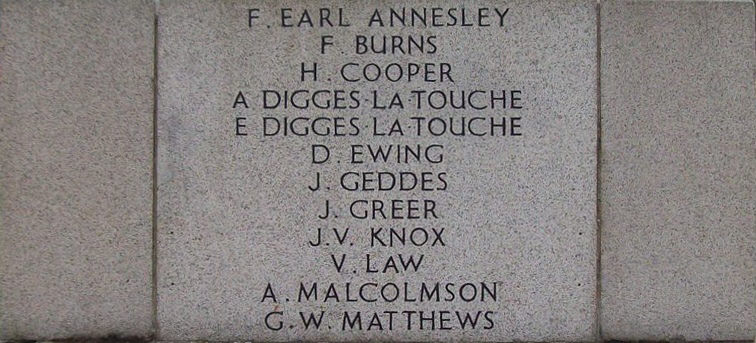 F. EARL ANNESLEY
F. BURNS
H. COOPER
A DIGGES·LA·TOUCHE
E DIGGES·LA·TOUCHE
D. EWING
J. GEDDES
J. GREER
J.V. KNOX
V. LAW
A. MALCOLMSON
G.W. MATTHEWS